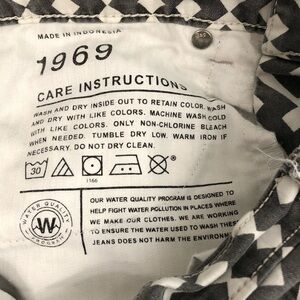 MADE IN INDONESIA
1969
CARE INSTRUCTIONS
WASH AND DRY INSIDE OUT TO RETAIN COLOR. WASH
AND DRY WITH LIKE COLORS. MACHINE WASH COLD
WITH LIKE COLORS. ONLY NON-CHLORINE BLEACH
WHEN NEEDED. TUMBLE DRY LOW. WARM IRON IF
NECESSARY. DO NOT DRY CLEAN.
30
®
1166
WATER QUALITY
W
PROGRAM
OUR WATER QUALITY PROGRAM IS DESIGNED TO
HELP FIGHT WATER POLLUTION IN PLACES WHERE
WE MAKE OUR CLOTHES. WE ARE WORKING
TO ENSURE THE WATER USED TO WASH THESE
JEANS DOES NOT HARM THE ENVIRONM